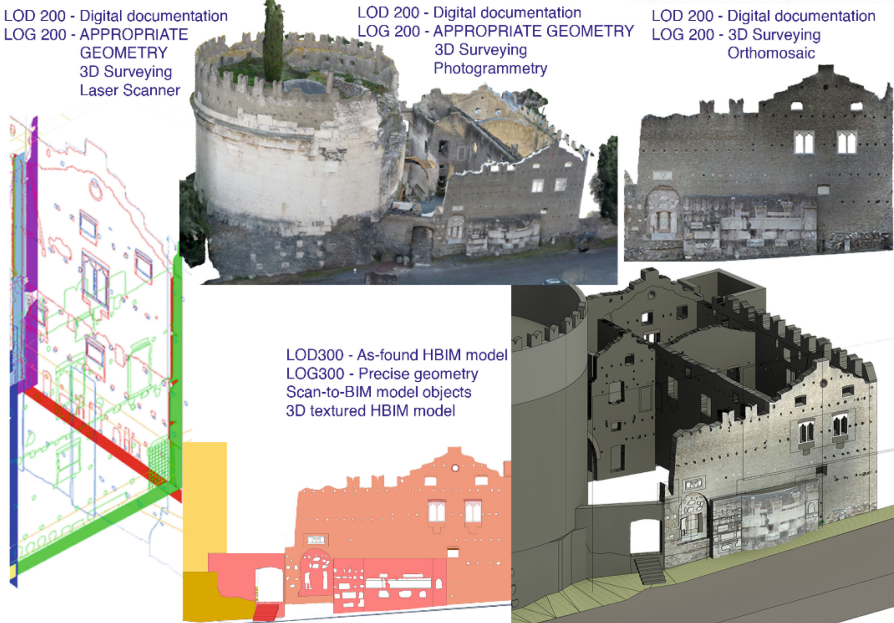 LOD 200 - Digital documentation
LOG 200 - APPROPRIATE
GEOMETRY
3D Surveying
Laser Scanner
LOD 200 - Digital documentation
LOG 200 - APPROPRIATE GEOMETRY
3D Surveying
Photogrammetry
LOD 200 - Digital documentation
LOG 200 - 3D Surveying
Orthomosaic
LOD300 - As-found HBIM model
LOG300 - Precise geometry
Scan-to-BIM model objects
3D textured HBIM model